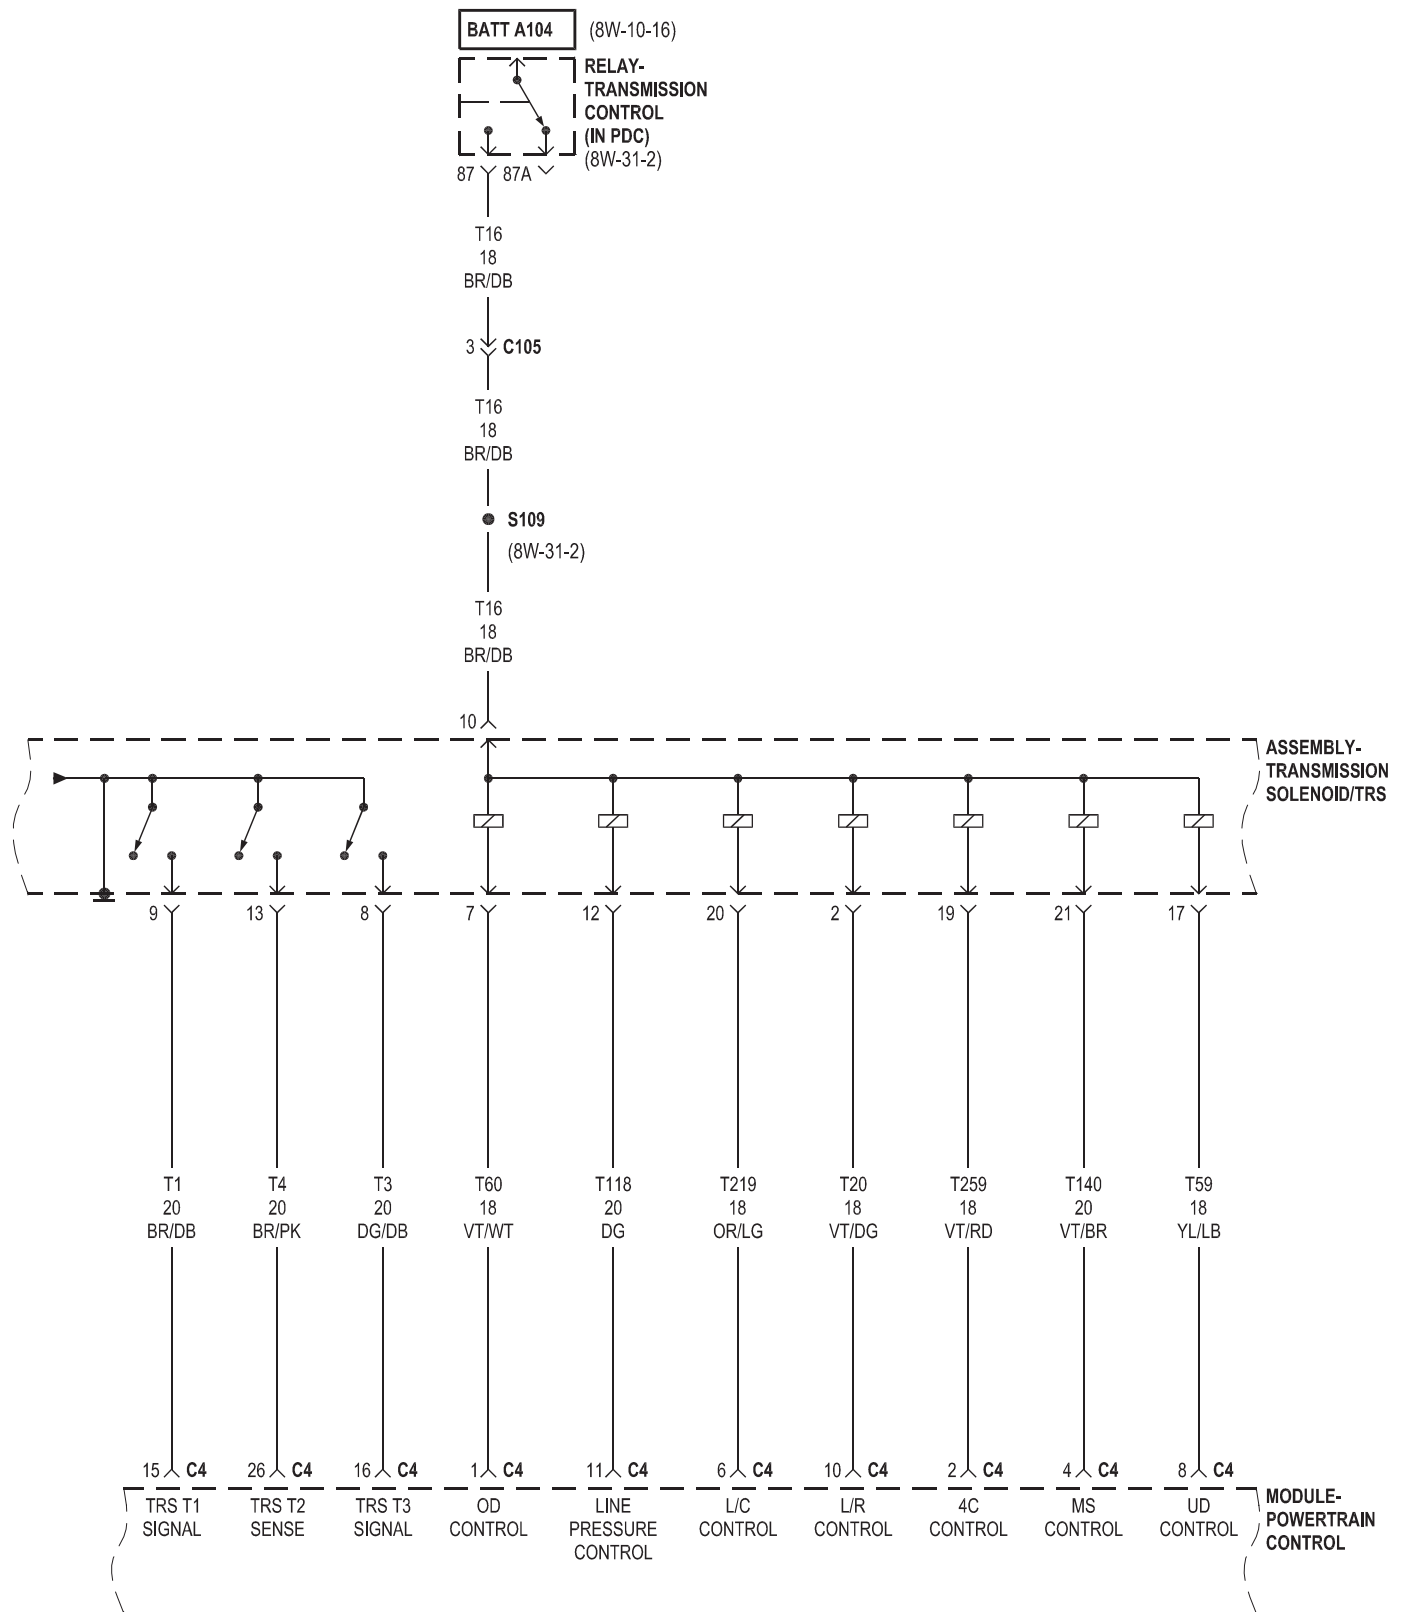 BATT A104 (8W-10-16)
RELAY-
TRANSMISSION
CONTROL
(IN PDC)
(8W-31-2)
87 87A
T16
18
BR/DB
3 C105
T16
18
BR/DB
S109
(8W-31-2)
T16
18
BR/DB
10
ASSEMBLY-
TRANSMISSION
SOLENOID/TRS
9 13 8 7 12 20 2 19 21 17
T1 T4 T3 T60 T118 T219 T20 T259 T140 T59
20 20 20 18 20 18 18 18 20 18
BR/DB BR/PK DG/DB VT/WT DG OR/LG VT/DG VT/RD VT/BR YL/LB
15 C4 26 C4 16 C4 1 C4 11 C4 6 C4 10 C4 2 C4 4 C4 8 C4
TRS T1 TRS T2 TRS T3 OD LINE L/C L/R 4C MS UD
SIGNAL SENSE SIGNAL CONTROL PRESSURE CONTROL CONTROL CONTROL CONTROL CONTROL
CONTROL
MODULE-
POWERTRAIN
CONTROL